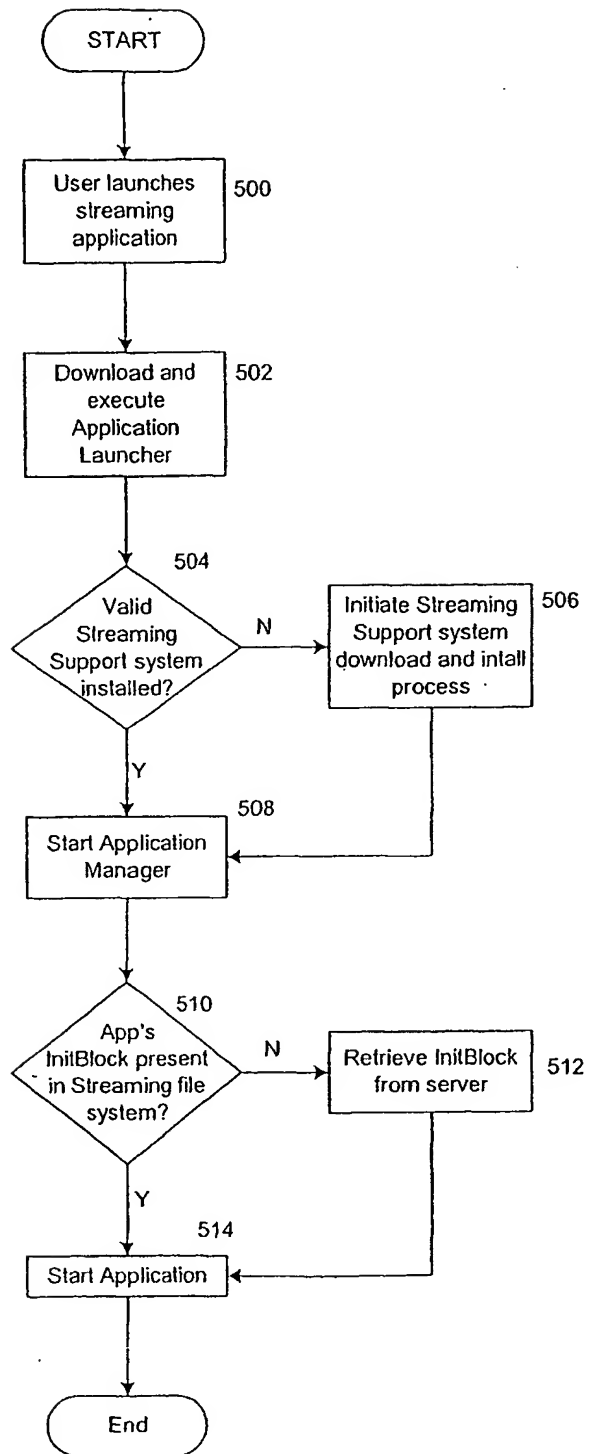 START
User launches
streaming
application
500
Download and
execute
Application
Launcher
502
504
Valid
Streaming
Support system
installed?
N
Initiate Streaming
Support system
download and intall
process
506
Y
508
Start Application
Manager
510
App's
InitBlock present
in Streaming file
system?
N
Retrieve InitBlock
from server
512
Y
514
Start Application
End